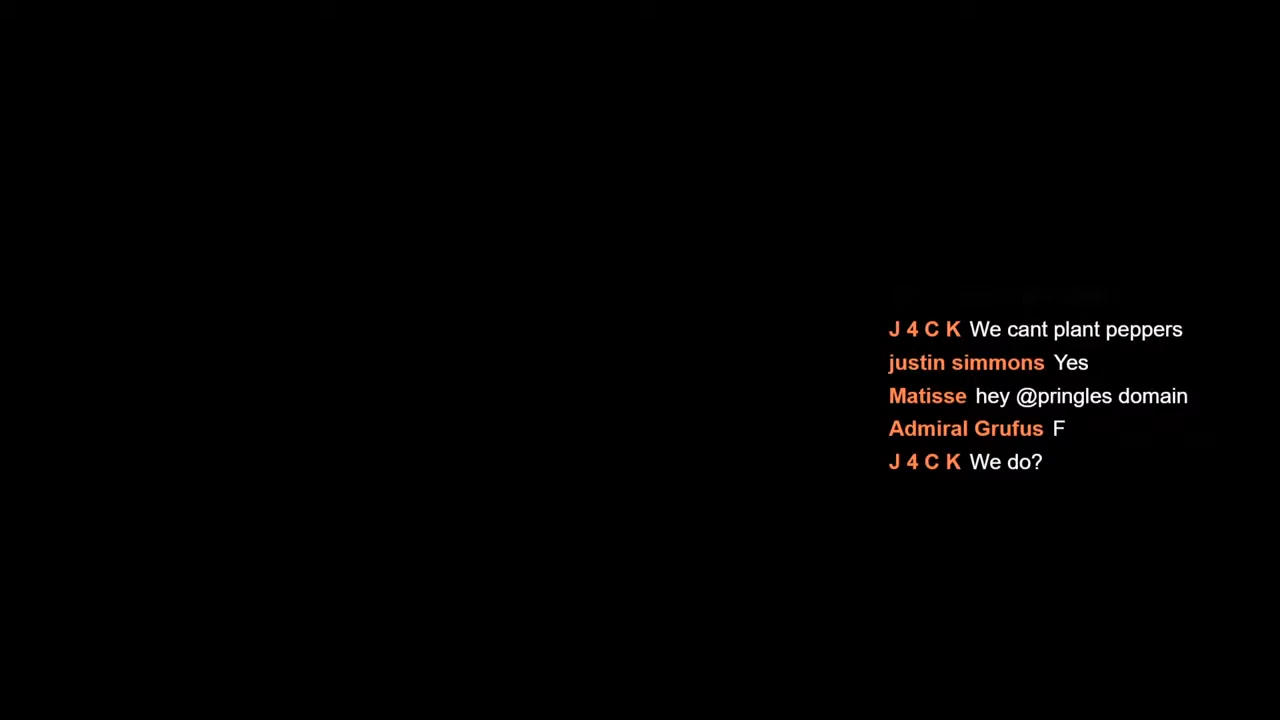 J 4 C K We cant plant peppers
justin simmons Yes
Matisse hey @pringles domain
Admiral Grufus F
J 4 C K We do?